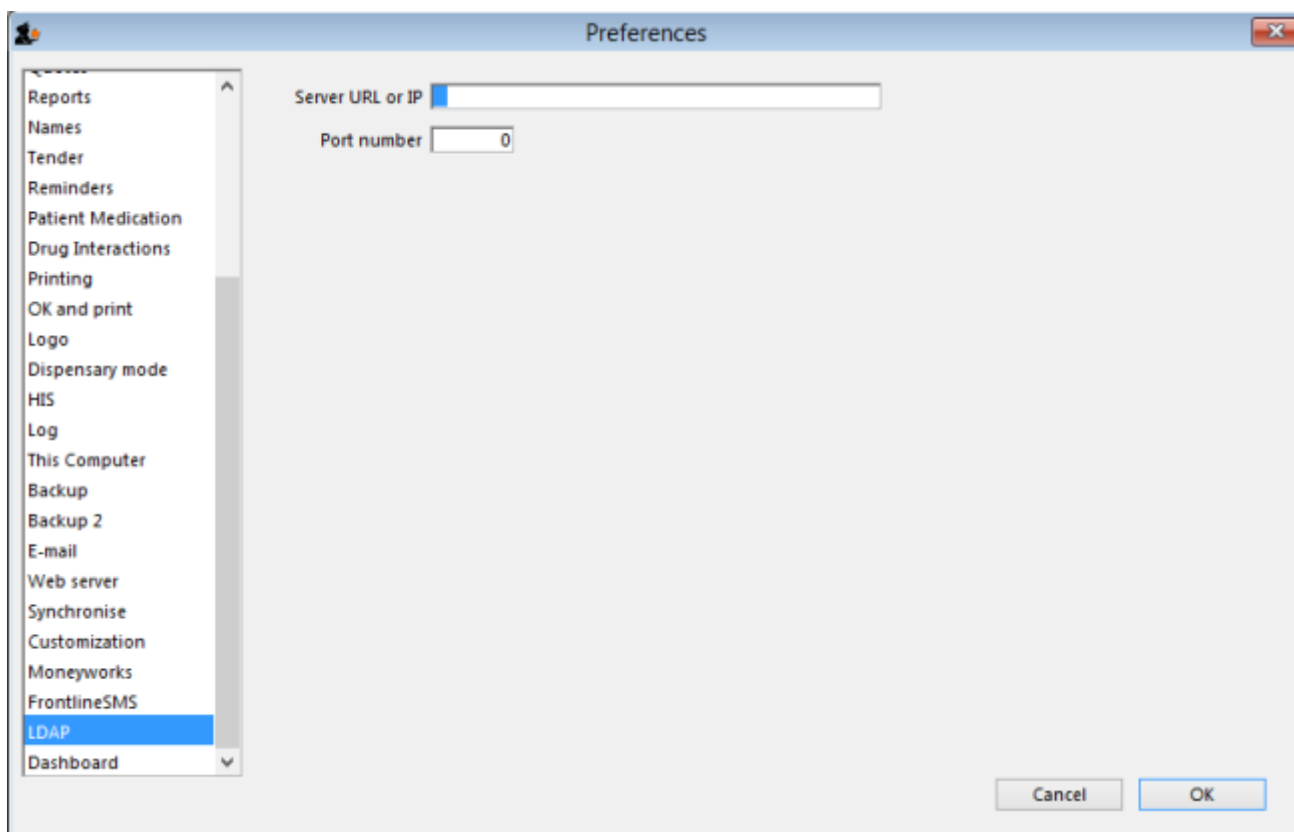 Preferences
Reports
Names
Tender
Reminders
Patient Medication
Drug Interactions
Printing
OK and print
Logo
Dispensary mode
HIS
Log
This Computer
Backup
Backup 2
E-mail
Web server
Synchronise
Customization
Moneyworks
FrontlineSMS
LDAP
Dashboard
Server URL or IP
Port number 0
Cancel OK